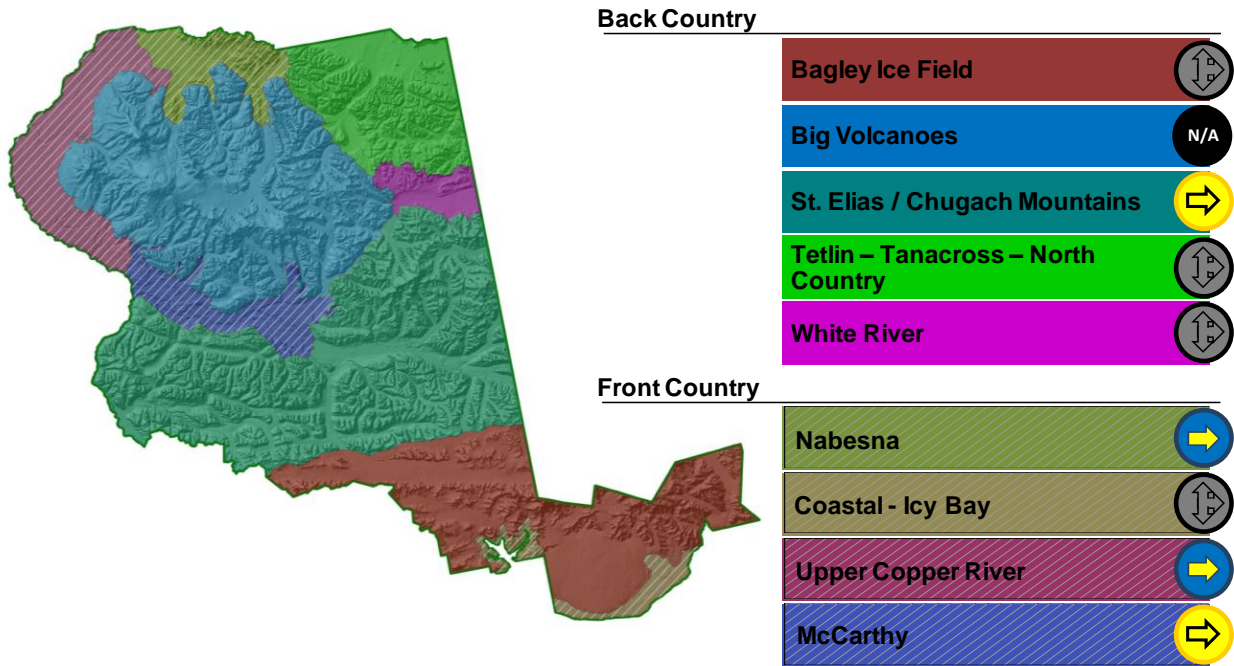 Back Country
Bagley Ice Field
Big Volcanoes
N/A
St. Elias / Chugach Mountains
Tetlin – Tanacross – North
Country
White River
Front Country
Nabesna
Coastal - Icy Bay
Upper Copper River
McCarthy